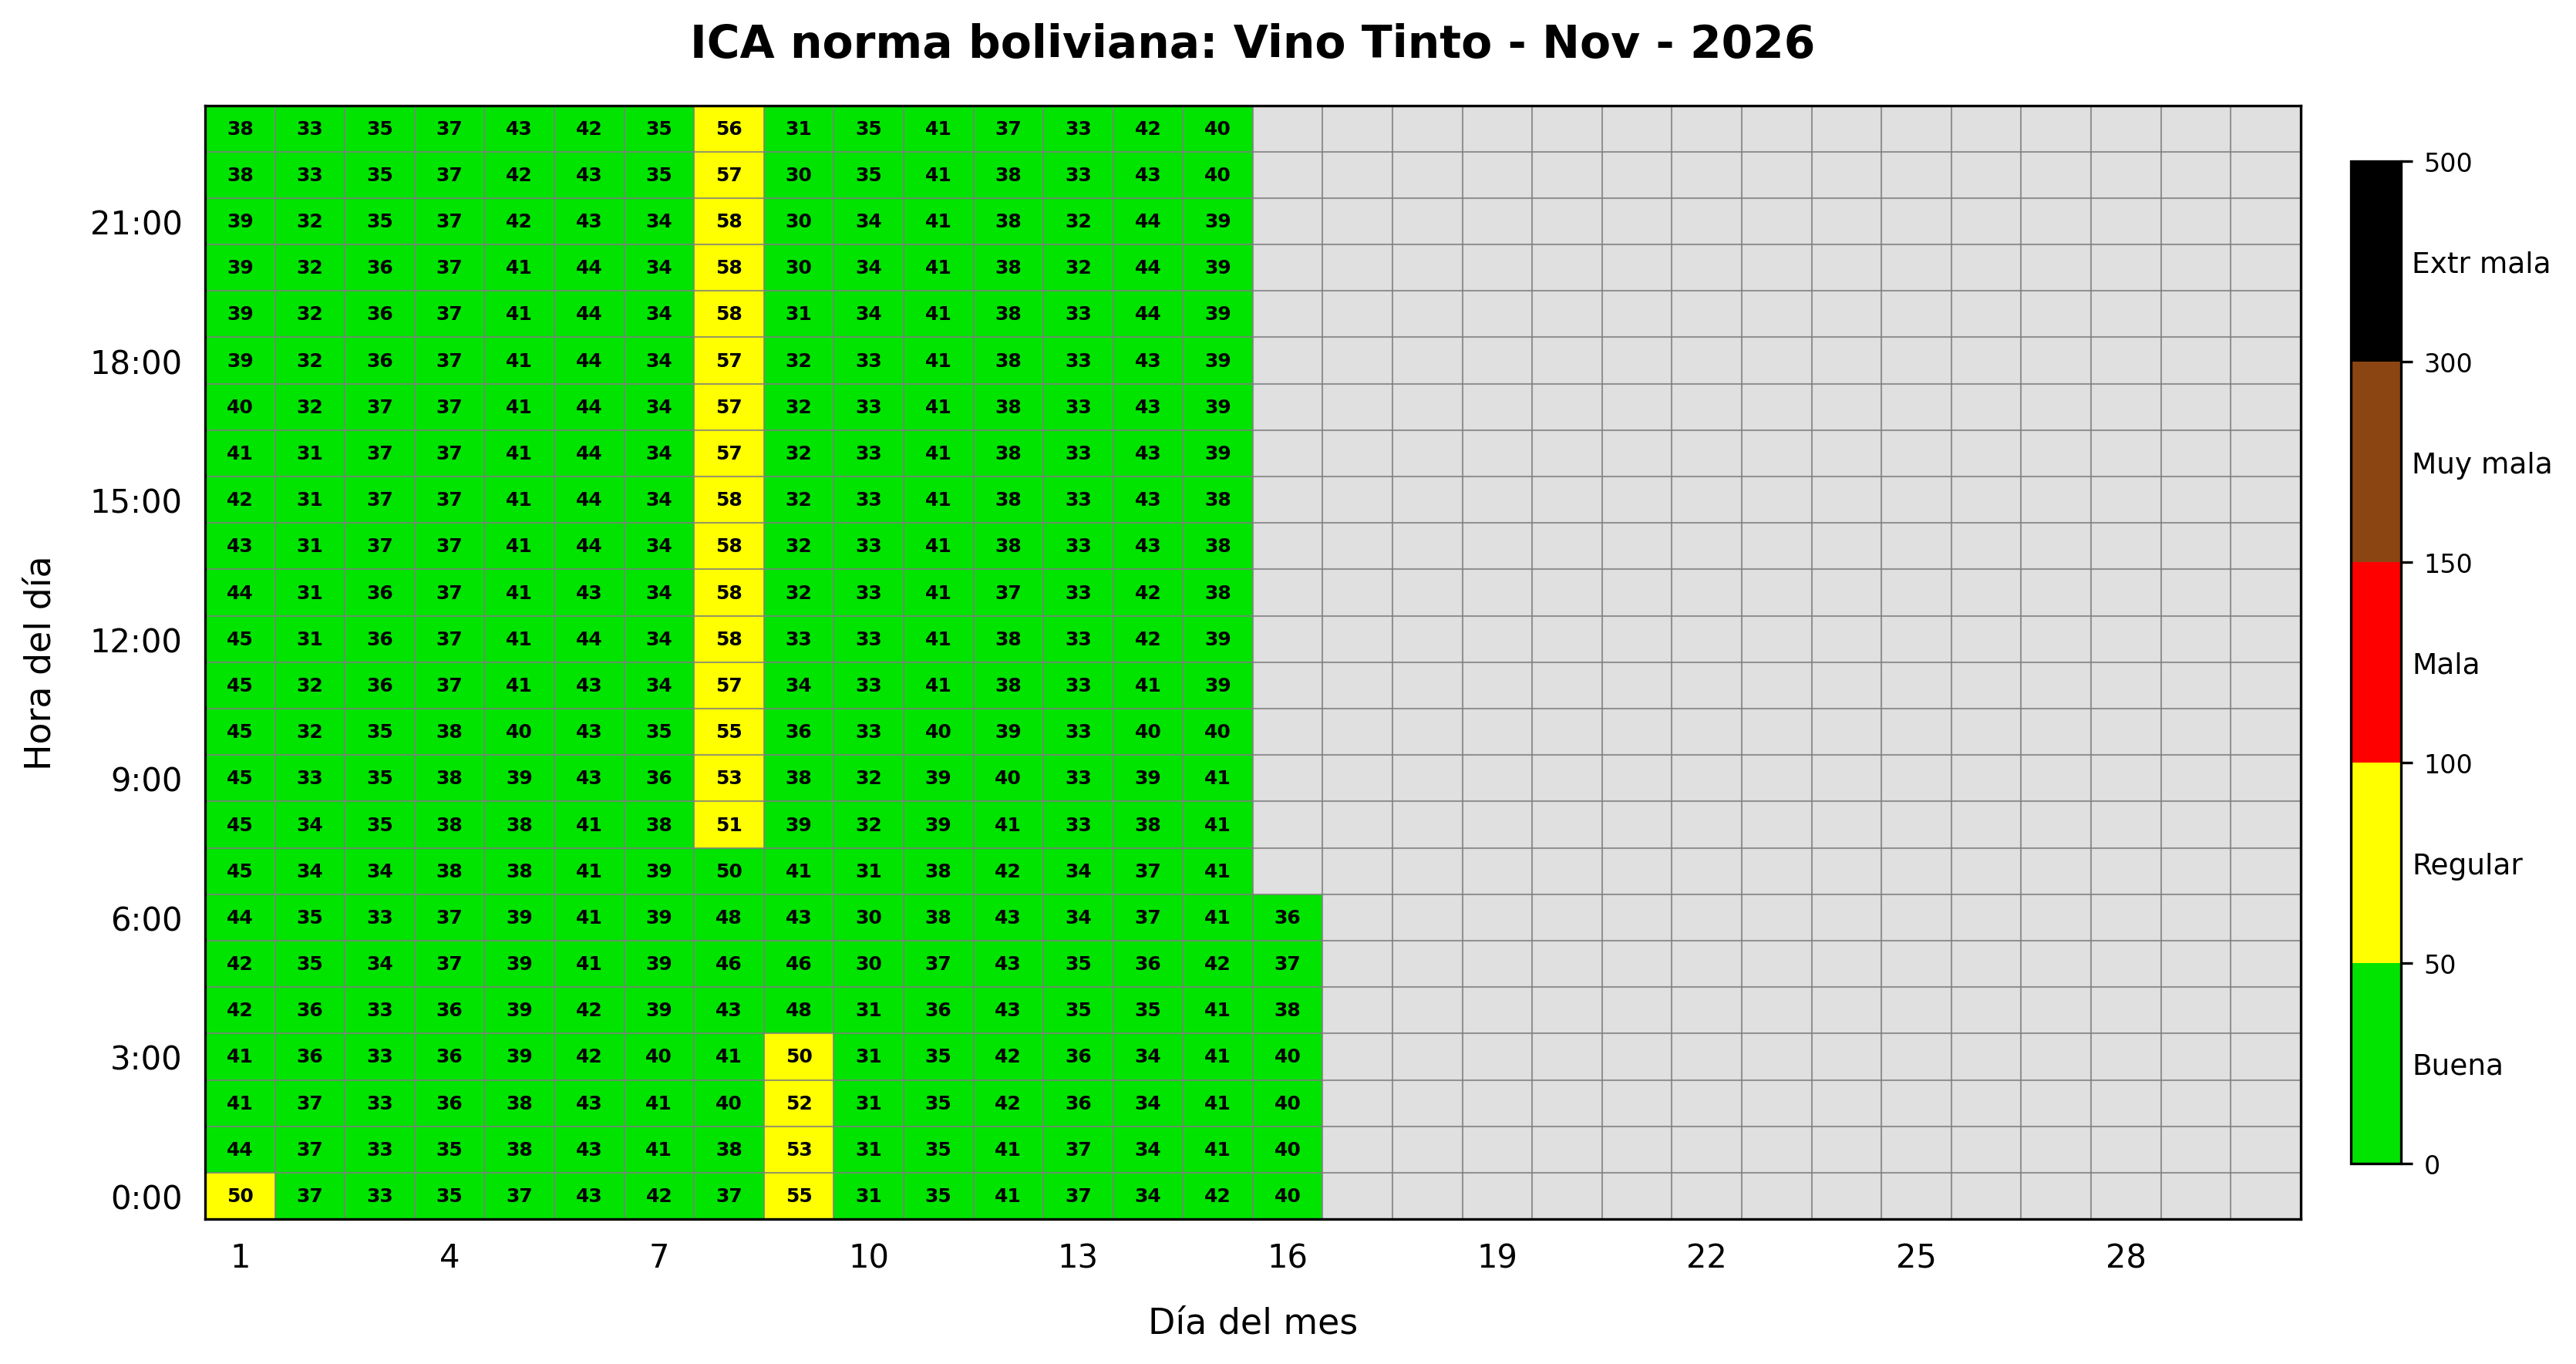 ICA norma boliviana: Vino Tinto - Nov - 2026
38 33 35 37 43 42 35 56 31 35 41 37 33 42 40
38 33 35 37 42 43 35 57 30 35 41 38 33 43 40
21:00 39 32 35 37 42 43 34 58 30 34 41 38 32 44 39
39 32 36 37 41 44 34 58 30 34 41 38 32 44 39
39 32 36 37 41 44 34 58 31 34 41 38 33 44 39
18:00 39 32 36 37 41 44 34 57 32 33 41 38 33 43 39
40 32 37 37 41 44 34 57 32 33 41 38 33 43 39
41 31 37 37 41 44 34 57 32 33 41 38 33 43 39
15:00 42 31 37 37 41 44 34 58 32 33 41 38 33 43 38
43 31 37 37 41 44 34 58 32 33 41 38 33 43 38
44 31 36 37 41 43 34 58 32 33 41 37 33 42 38
12:00 45 31 36 37 41 44 34 58 33 33 41 38 33 42 39
45 32 36 37 41 43 34 57 34 33 41 38 33 41 39
45 32 35 38 40 43 35 55 36 33 40 39 33 40 40
9:00 45 33 35 38 39 43 36 53 38 32 39 40 33 39 41
45 34 35 38 38 41 38 51 39 32 39 41 33 38 41
45 34 34 38 38 41 39 50 41 31 38 42 34 37 41
6:00 44 35 33 37 39 41 39 48 43 30 38 43 34 37 41 36
42 35 34 37 39 41 39 46 46 30 37 43 35 36 42 37
42 36 33 36 39 42 39 43 48 31 36 43 35 35 41 38
3:00 41 36 33 36 39 42 40 41 50 31 35 42 36 34 41 40
41 37 33 36 38 43 41 40 52 31 35 42 36 34 41 40
44 37 33 35 38 43 41 38 53 31 35 41 37 34 41 40
0:00 50 37 33 35 37 43 42 37 55 31 35 41 37 34 42 40
1 4 7 10 13 16 19 22 25 28
Día del mes
Hora del día
500
Extr mala
300
Muy mala
150
Mala
100
Regular
50
Buena
0